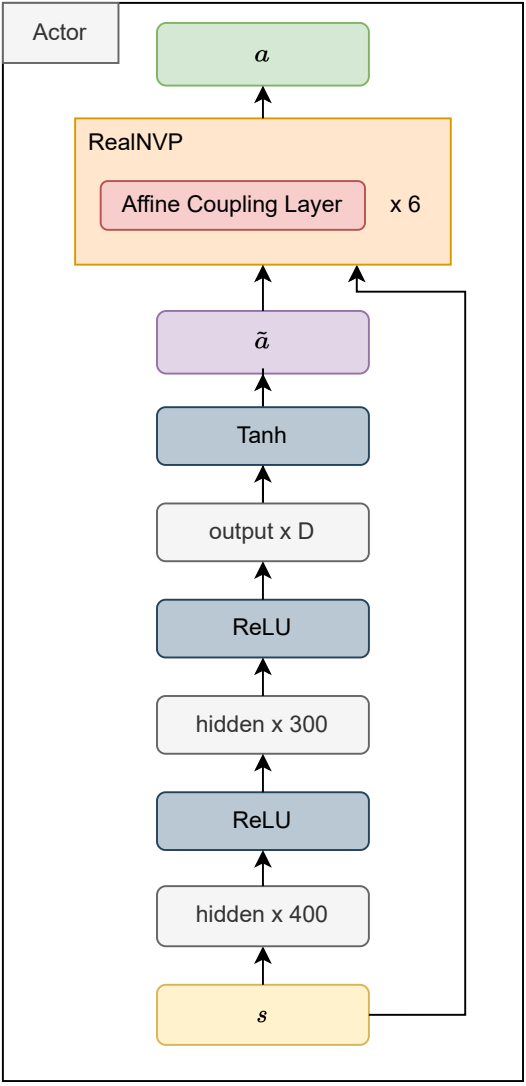 Actor
a
RealNVP
Affine Coupling Layer x 6
ã
Tanh
output x D
ReLU
hidden x 300
ReLU
hidden x 400
s